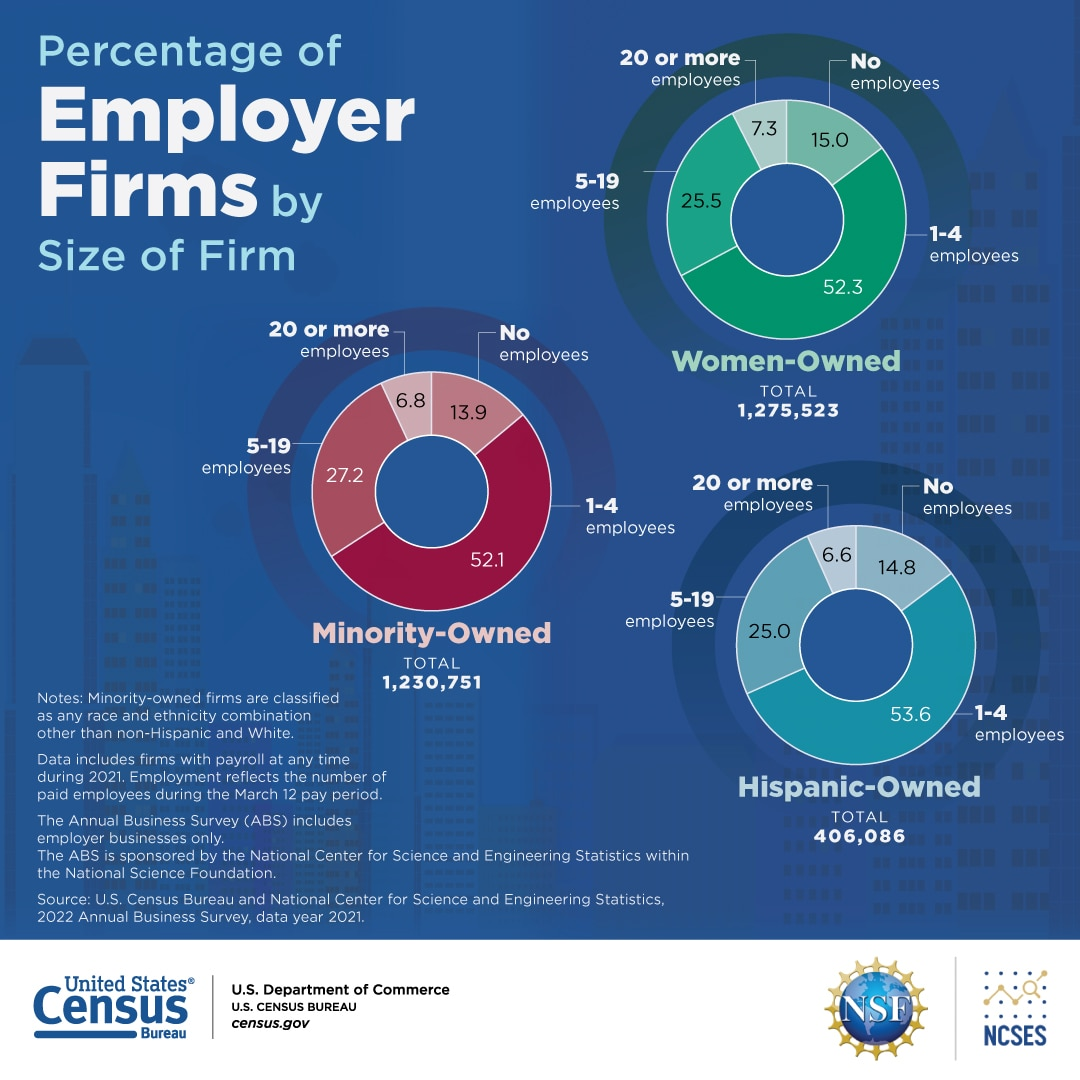 Percentage of
Employer
Firms by
Size of Firm
20 or more
employees
No
employees
7.3
15.0
5-19
employees
25.5
1-4
employees
52.3
Women-Owned
TOTAL
1,275,523
20 or more
employees
No
employees
6.8
13.9
5-19
employees
27.2
1-4
employees
52.1
Minority-Owned
TOTAL
1,230,751
20 or more
employees
No
employees
6.6
14.8
5-19
employees
25.0
1-4
employees
53.6
Hispanic-Owned
TOTAL
406,086
Notes: Minority-owned firms are classified
as any race and ethnicity combination
other than non-Hispanic and White.
Data includes firms with payroll at any time
during 2021. Employment reflects the number of
paid employees during the March 12 pay period.
The Annual Business Survey (ABS) includes
employer businesses only.
The ABS is sponsored by the National Center for Science and Engineering Statistics within
the National Science Foundation.
Source: U.S. Census Bureau and National Center for Science and Engineering Statistics,
2022 Annual Business Survey, data year 2021.
United States®
Census
Bureau
U.S. Department of Commerce
U.S. CENSUS BUREAU
census.gov
NSF
NCSES